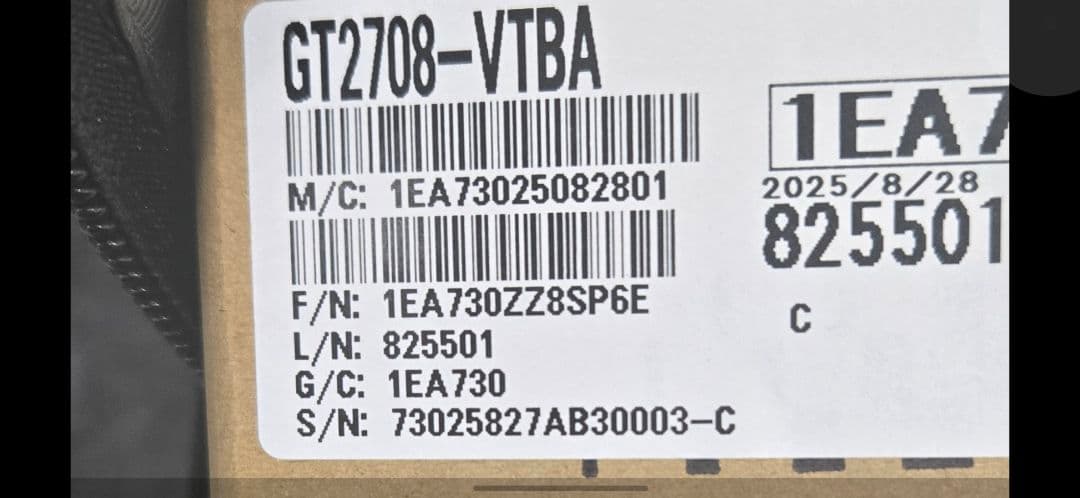 GT2708-VTBA
M/C: 1EA73025082801
F/N: 1EA730ZZ8SP6E
L/N: 825501
G/C: 1EA730
S/N: 73025827AB30003-C
1EA7
2025/8/28
825501
C